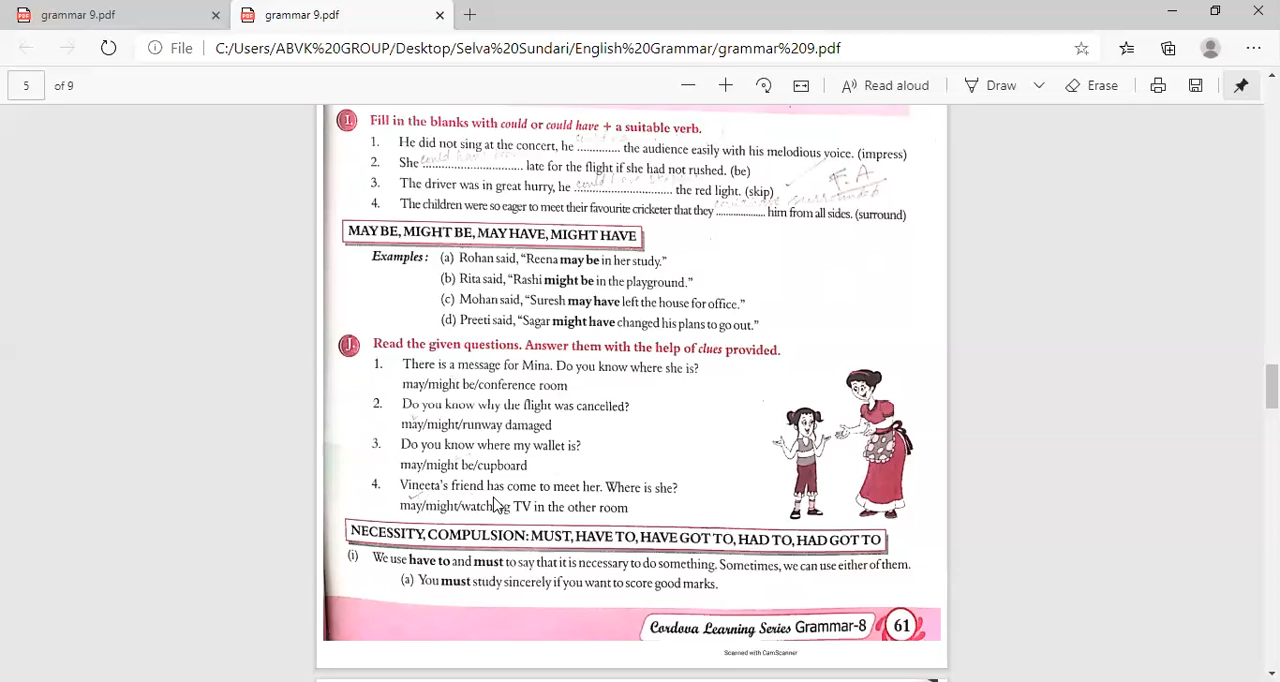 grammar 9.pdf
grammar 9.pdf
File C:/Users/ABVK%20GROUP/Desktop/Selva%20Sundari/English%20Grammar/grammar%209.pdf
5 of 9
Read aloud Draw Erase
I. Fill in the blanks with could or could have + a suitable verb.
1. He did not sing at the concert, he ............ the audience easily with his melodious voice. (impress)
2. She could have ............ late for the flight if she had not rushed. (be)
F.A
3. The driver was in great hurry, he could have ............ the red light. (skip)
could have surrounded
4. The children were so eager to meet their favourite cricketer that they ............ him from all sides. (surround)
MAY BE, MIGHT BE, MAY HAVE, MIGHT HAVE
Examples: (a) Rohan said, “Reena may be in her study.”
(b) Rita said, “Rashi might be in the playground.”
(c) Mohan said, “Suresh may have left the house for office.”
(d) Preeti said, “Sagar might have changed his plans to go out.”
J. Read the given questions. Answer them with the help of clues provided.
1. There is a message for Mina. Do you know where she is?
may/might be/conference room
2. Do you know why the flight was cancelled?
may/might/runway damaged
3. Do you know where my wallet is?
may/might be/cupboard
4. Vineeta's friend has come to meet her. Where is she?
may/might/watching TV in the other room
NECESSITY, COMPULSION: MUST, HAVE TO, HAVE GOT TO, HAD TO, HAD GOT TO
(i) We use have to and must to say that it is necessary to do something. Sometimes, we can use either of them.
(a) You must study sincerely if you want to score good marks.
Cordova Learning Series Grammar-8 61
Scanned with CamScanner